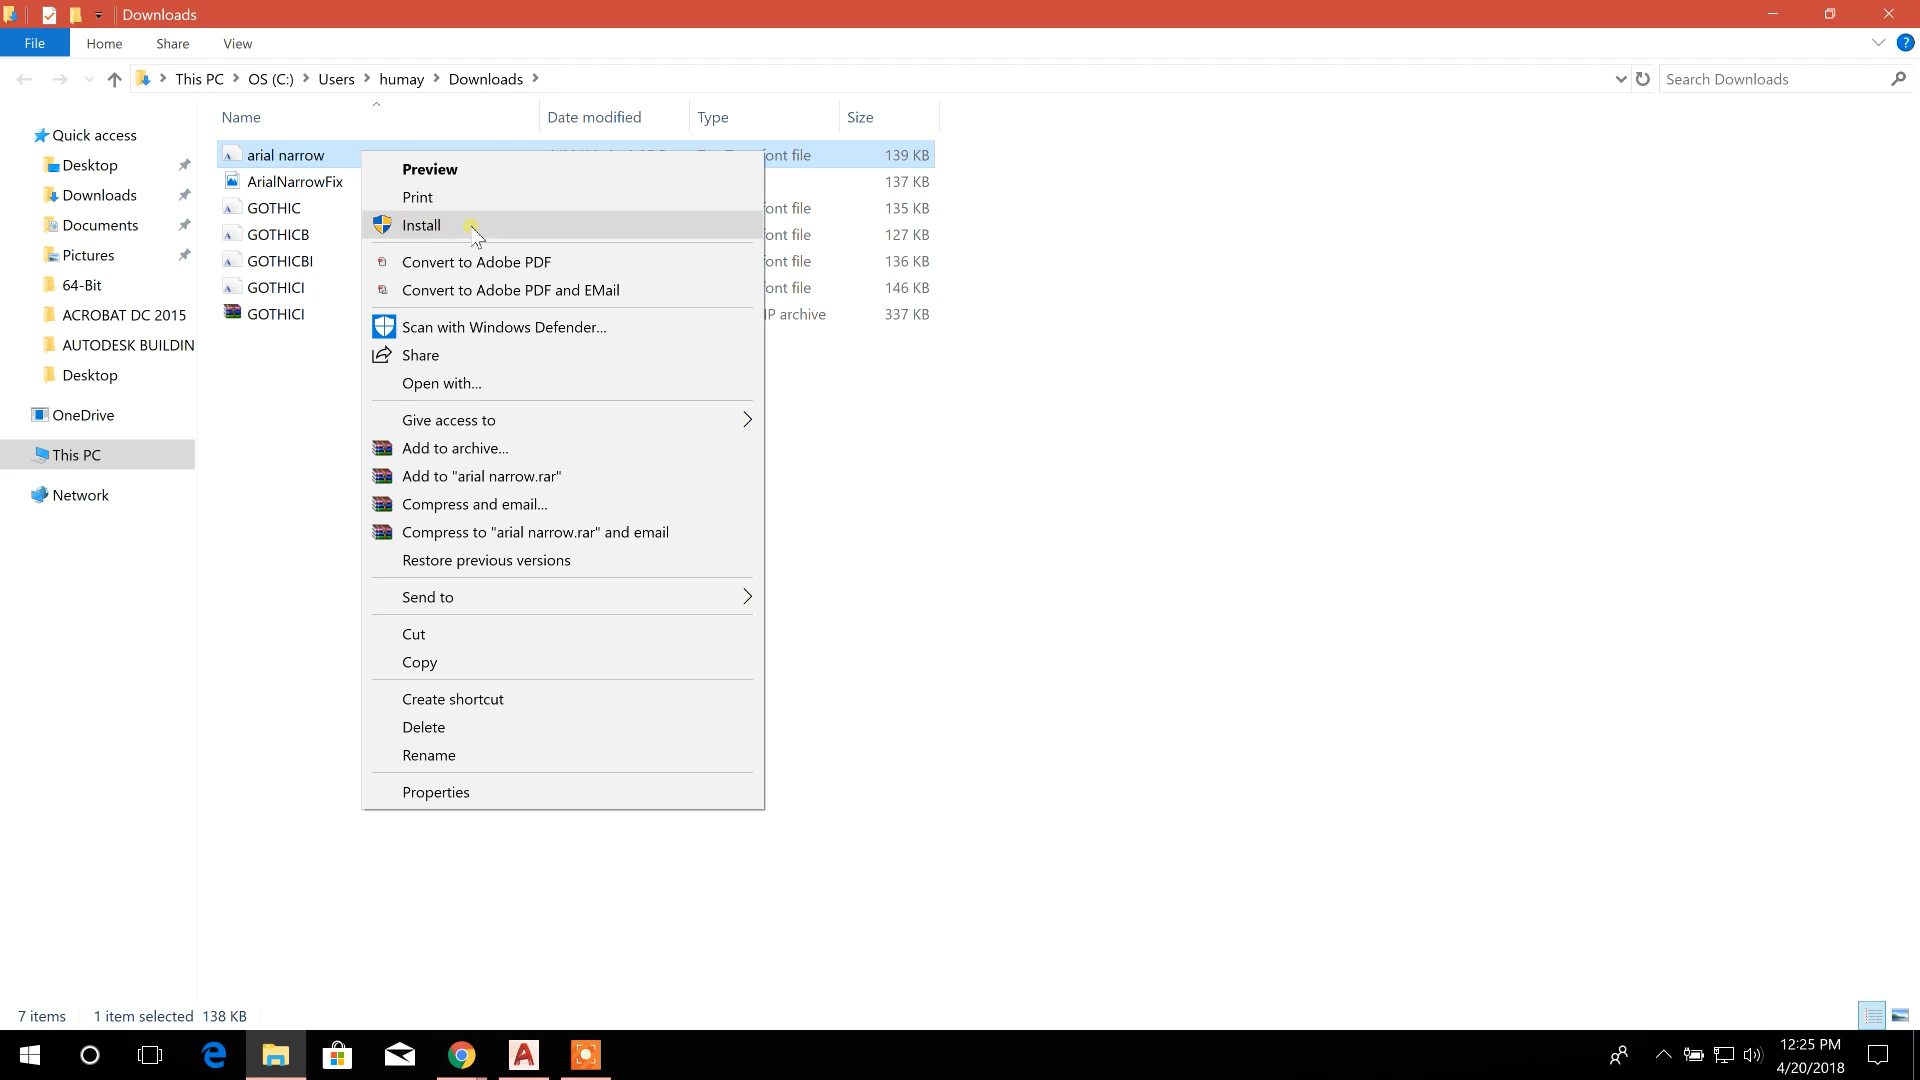 Downloads
File Home Share View
This PC OS (C:) Users humay Downloads
Search Downloads
Name Date modified Type Size
Quick access
Desktop
Downloads
Documents
Pictures
64-Bit
ACROBAT DC 2015
AUTODESK BUILDIN
Desktop
OneDrive
This PC
Network
arial narrow ont file 139 KB
ArialNarrowFix 137 KB
GOTHIC ont file 135 KB
GOTHICB ont file 127 KB
GOTHICBI ont file 136 KB
GOTHICI ont file 146 KB
GOTHICI IP archive 337 KB
Preview
Print
Install
Convert to Adobe PDF
Convert to Adobe PDF and EMail
Scan with Windows Defender...
Share
Open with...
Give access to
Add to archive...
Add to "arial narrow.rar"
Compress and email...
Compress to "arial narrow.rar" and email
Restore previous versions
Send to
Cut
Copy
Create shortcut
Delete
Rename
Properties
7 items 1 item selected 138 KB
12:25 PM
4/20/2018